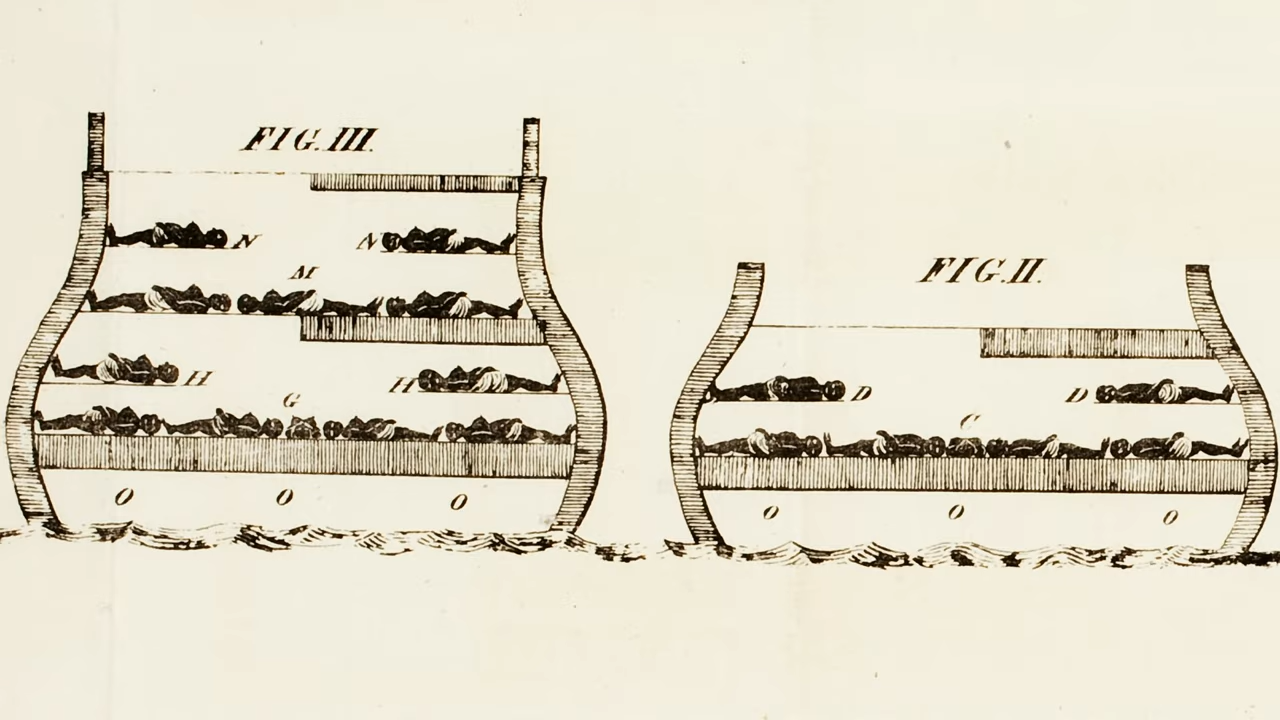 FIG. III.
N N
M
H H
G
O O O
FIG. II.
D D
C
O O O